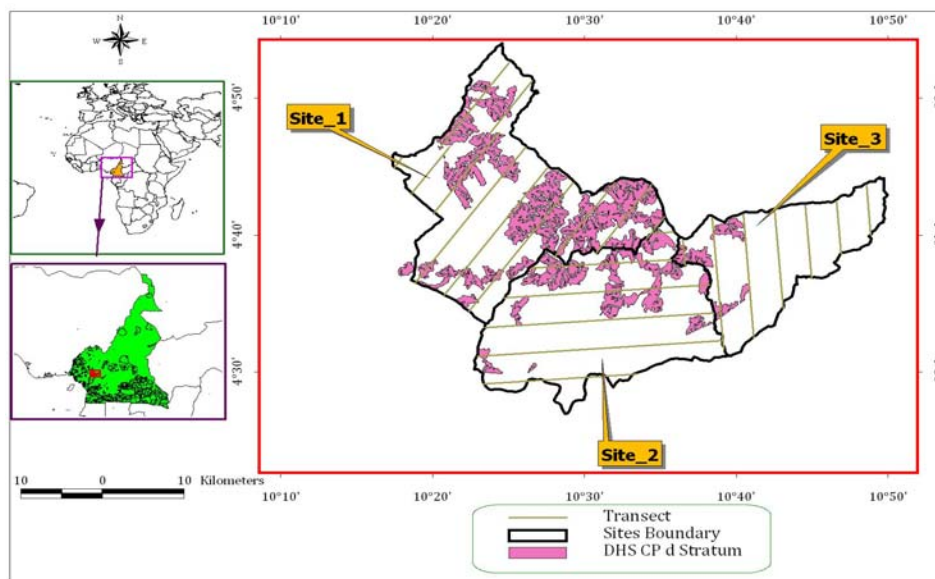 10°10' 10°20' 10°30' 10°40' 10°50'
N
W E
S
4°50'
4°40'
4°30'
Site_1
Site_3
Site_2
10 0 10 Kilometers
10°10' 10°20' 10°30' 10°40' 10°50'
Transect
Sites Boundary
DHS CP d Stratum